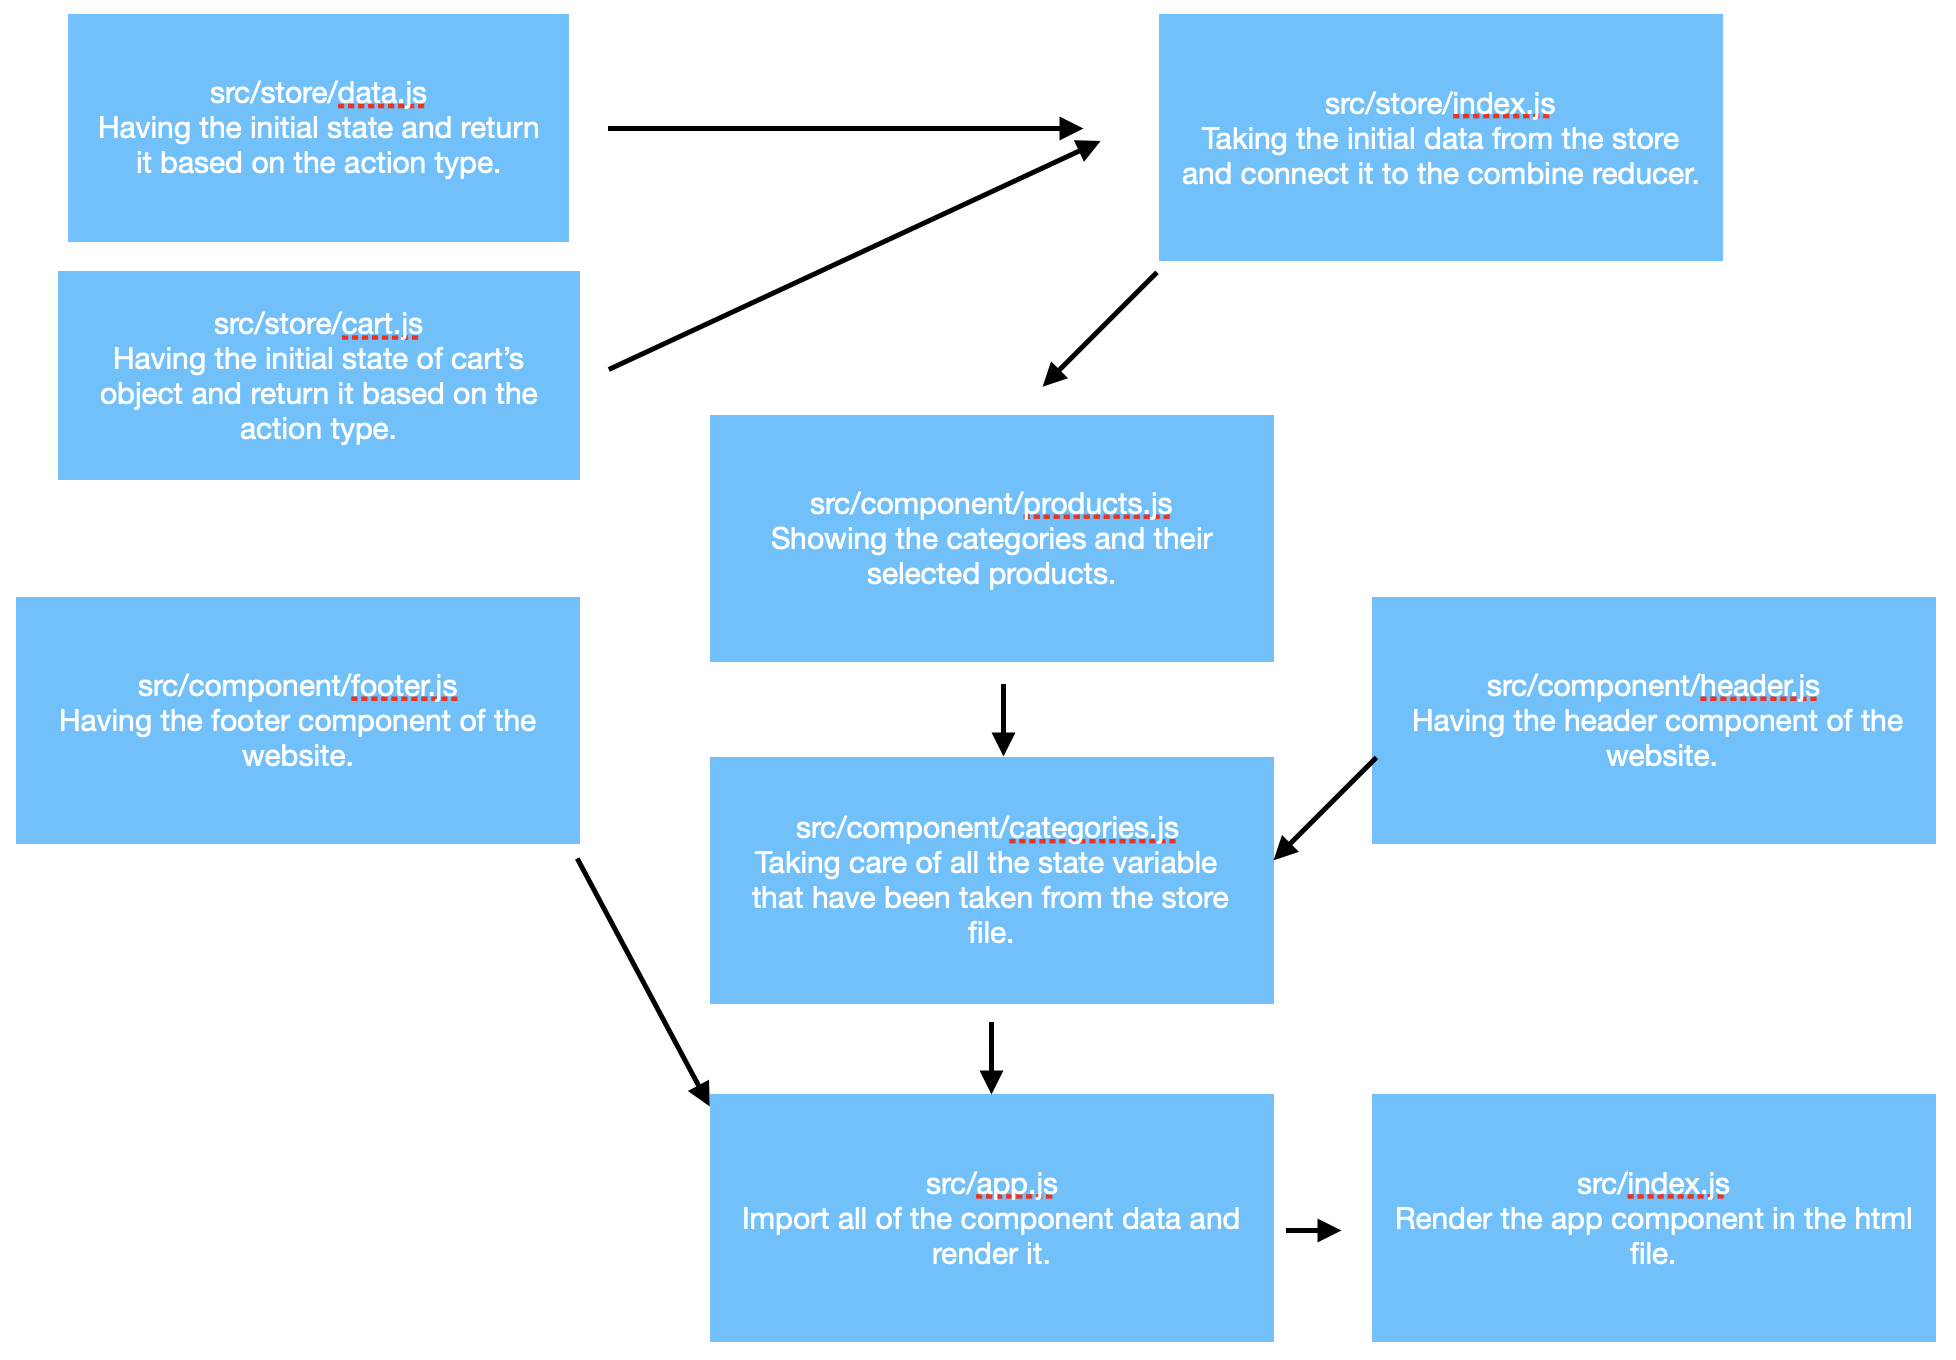 src/store/data.js
Having the initial state and return
it based on the action type.
src/store/index.js
Taking the initial data from the store
and connect it to the combine reducer.
src/store/cart.js
Having the initial state of cart’s
object and return it based on the
action type.
src/component/products.js
Showing the categories and their
selected products.
src/component/footer.js
Having the footer component of the
website.
src/component/header.js
Having the header component of the
website.
src/component/categories.js
Taking care of all the state variable
that have been taken from the store
file.
src/app.js
Import all of the component data and
render it.
src/index.js
Render the app component in the html
file.